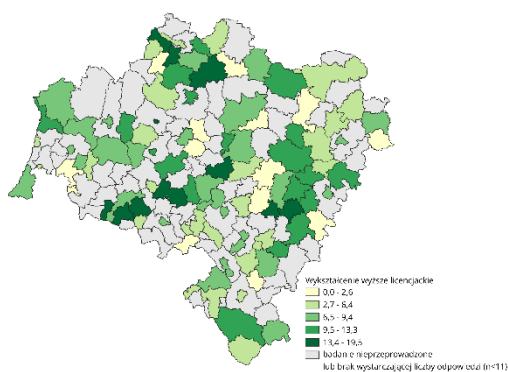 Wykształcenie wyższe licencjackie
0,0 - 2,6
2,7 - 6,4
6,5 - 9,4
9,5 - 13,3
13,4 - 19,5
badanie nieprzeprowadzone
lub brak wystarczającej liczby odpowiedzi (n<11)